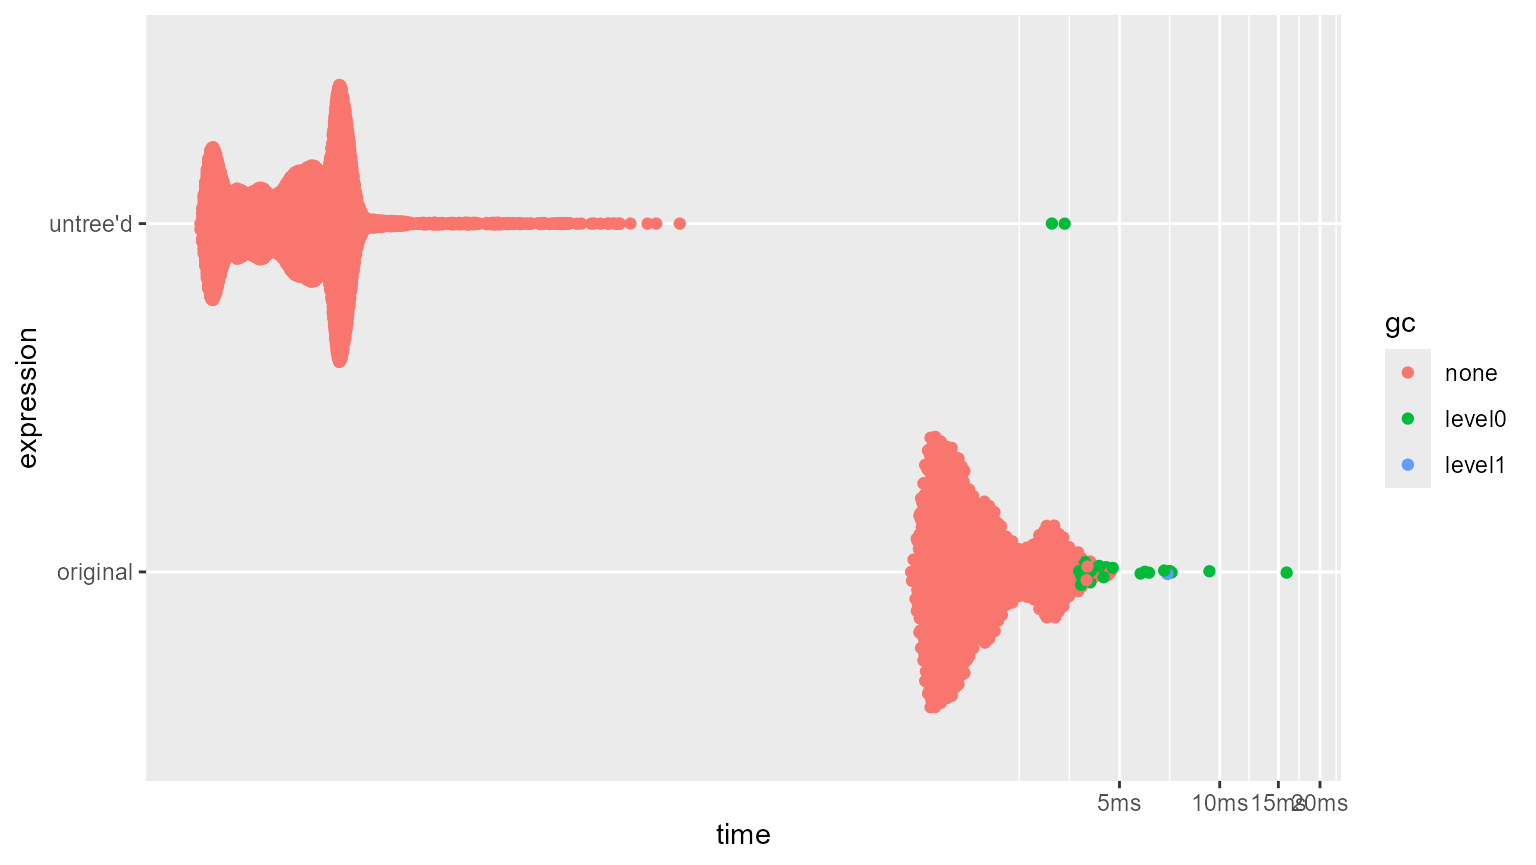 untree'd
original
expression
5ms
10ms
15ms
20ms
time
gc
none
level0
level1